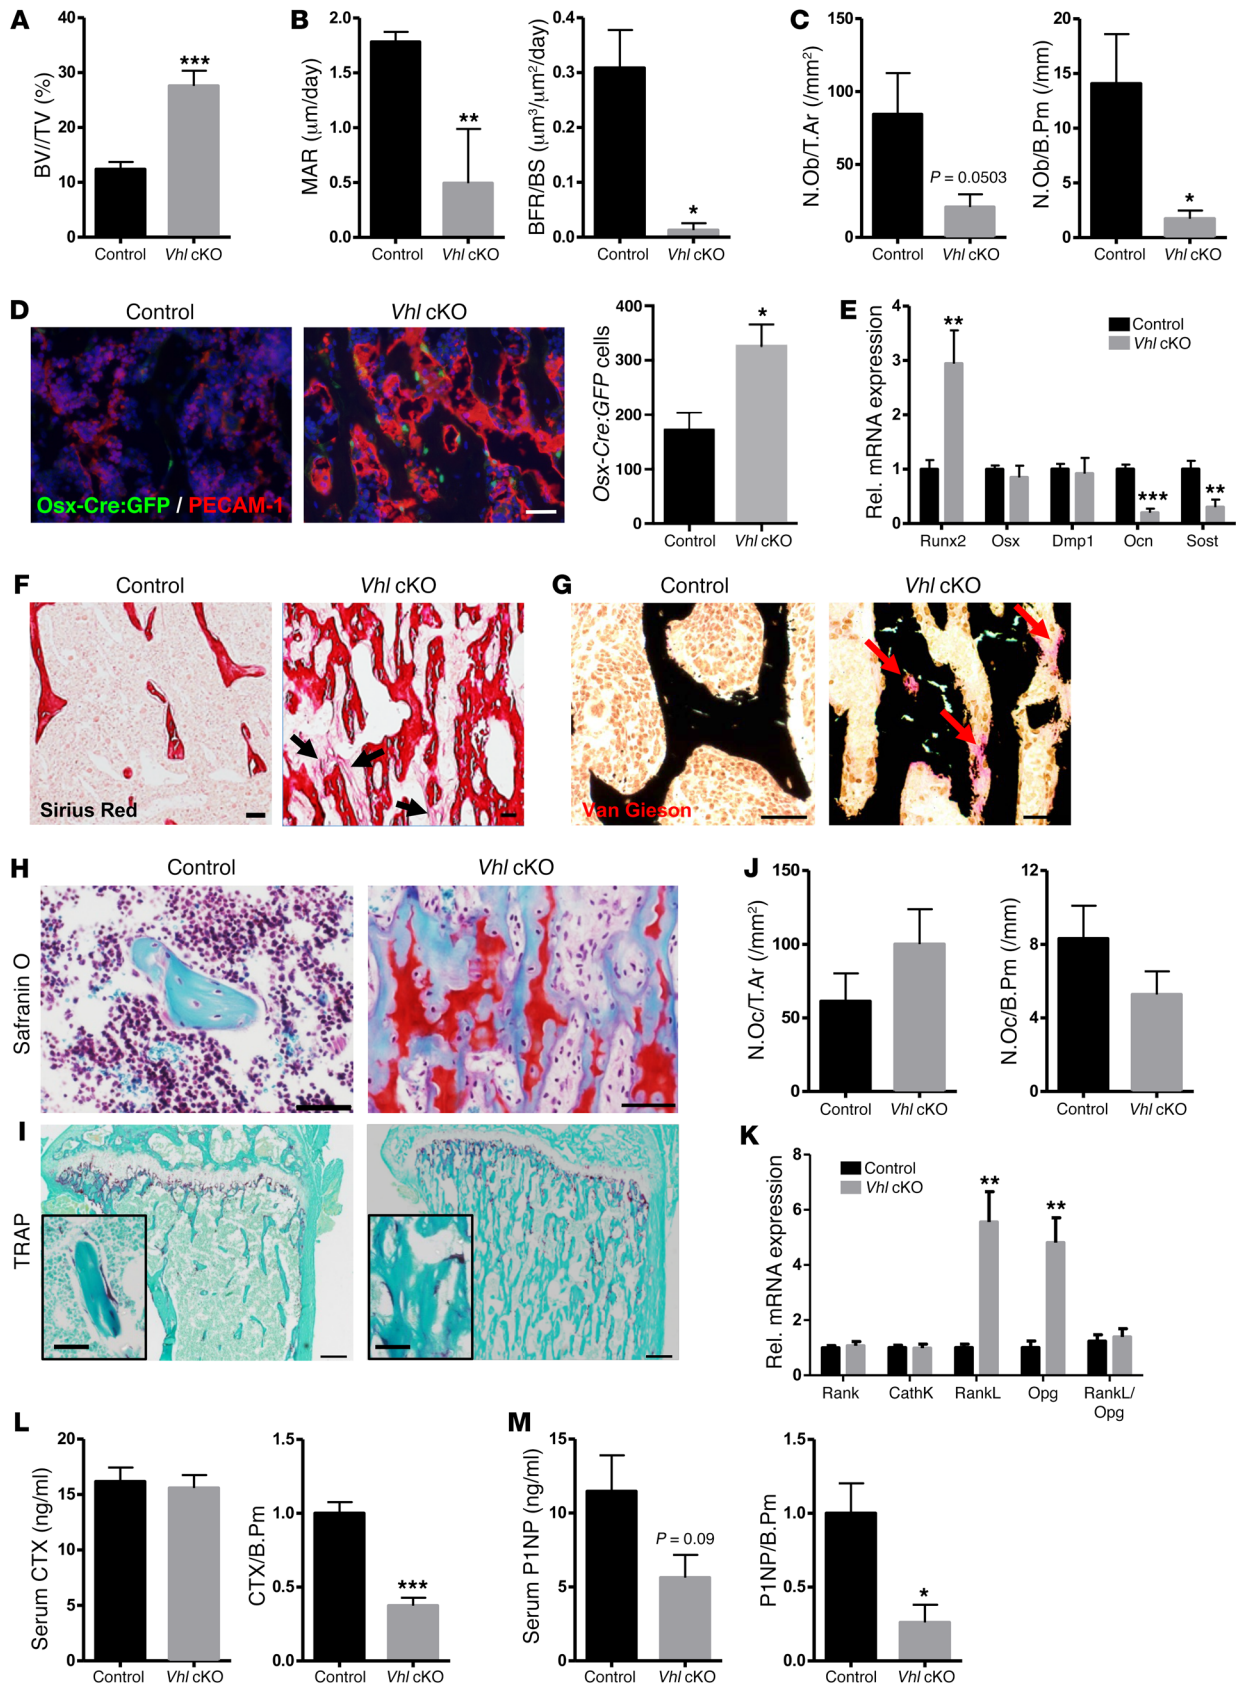 A
BV//TV (%)
40
30
20
10
0
***
Control
Vhl cKO
B
MAR (μm/day)
2.0
1.5
1.0
0.5
0.0
**
Control
Vhl cKO
BFR/BS (μm³/μm²/day)
0.4
0.3
0.2
0.1
0.0
*
Control
Vhl cKO
C
N.Ob/T.Ar (/mm²)
150
100
50
0
P = 0.0503
Control
Vhl cKO
N.Ob/B.Pm (/mm)
20
15
10
5
0
*
Control
Vhl cKO
D
Control
Vhl cKO
Osx-Cre:GFP / PECAM-1
Osx-Cre:GFP cells
400
300
200
100
0
*
Control
Vhl cKO
E
Rel. mRNA expression
4
3
2
1
0
Control
Vhl cKO
**
***
**
Runx2
Osx
Dmp1
Ocn
Sost
F
Control
Vhl cKO
Sirius Red
G
Control
Vhl cKO
Van Gieson
H
Control
Vhl cKO
Safranin O
I
TRAP
J
N.Oc/T.Ar (/mm²)
150
100
50
0
Control
Vhl cKO
N.Oc/B.Pm (/mm)
12
8
4
0
Control
Vhl cKO
K
Rel. mRNA expression
8
6
4
2
0
Control
Vhl cKO
**
**
Rank
CathK
RankL
Opg
RankL/
Opg
L
Serum CTX (ng/ml)
20
15
10
5
0
Control
Vhl cKO
CTX/B.Pm
1.5
1.0
0.5
0.0
***
Control
Vhl cKO
M
Serum P1NP (ng/ml)
15
10
5
0
P = 0.09
Control
Vhl cKO
P1NP/B.Pm
1.5
1.0
0.5
0.0
*
Control
Vhl cKO